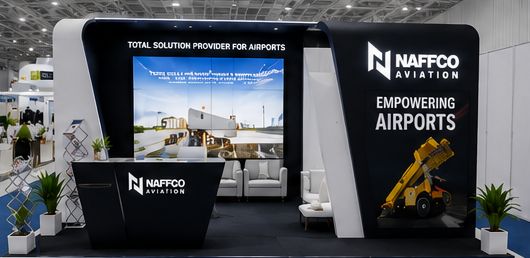 TOTAL SOLUTION PROVIDER FOR AIRPORTS
NAFFCO
AVIATION
EMPOWERING
AIRPORTS
NAFFCO
AVIATION